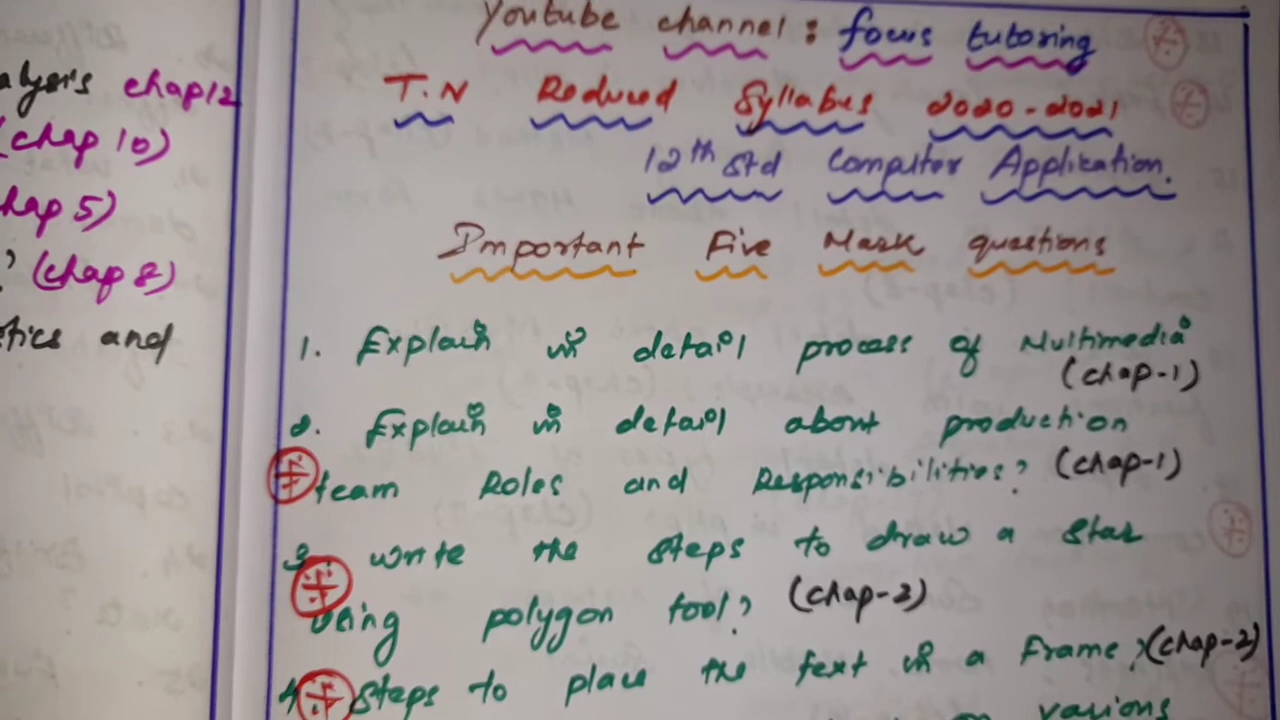 Youtube channel : focus tutoring
T.N Reduced Syllabus 2020-2021
12th Std Computer Application.
Important Five Mark questions
1. Explain in detail process of Multimedia
(chap-1)
2. Explain in detail about production
team Roles and Responsibilities? (chap-1)
3. write the steps to draw a star
using polygon tool? (chap-2)
4. steps to place the text in a Frame? (chap-2)
various
chap12
(chap 10)
chap 5)
? (chap 8)
and